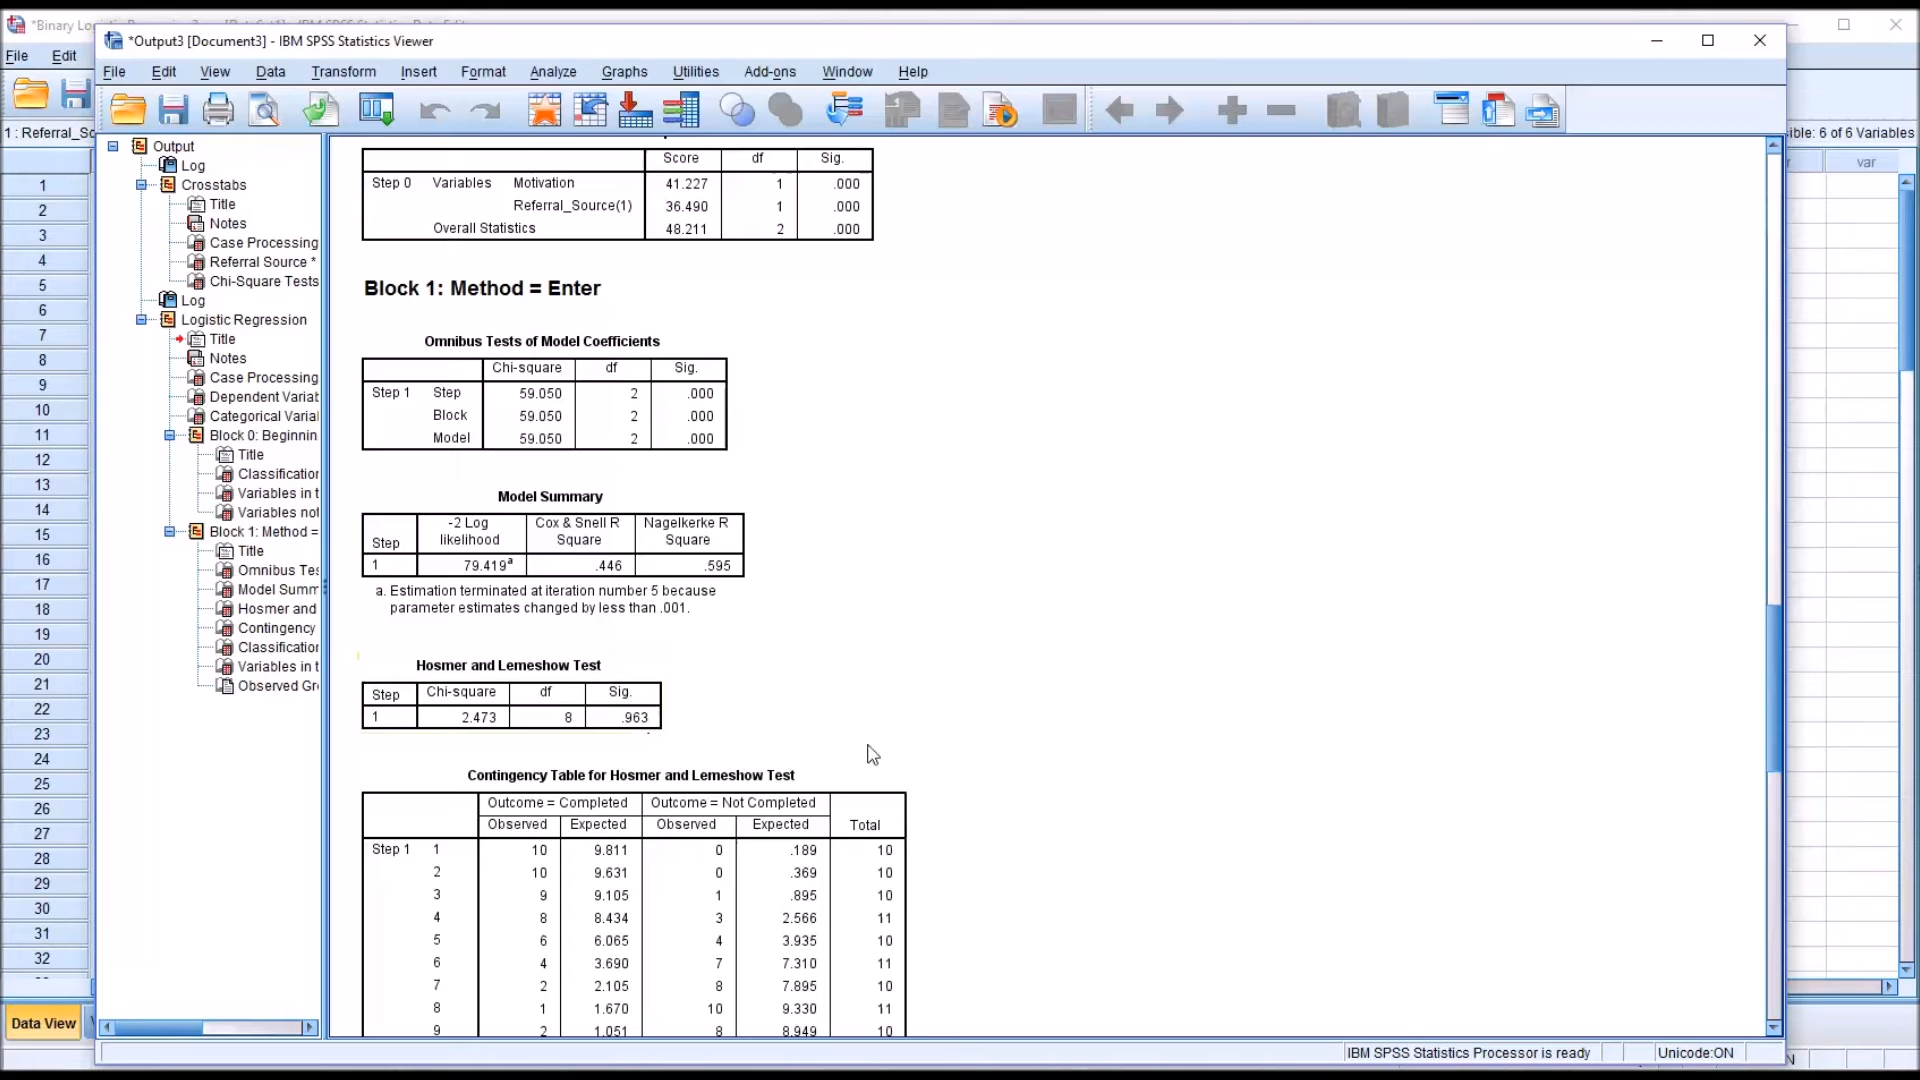 *Binary Lo
*Output3 [Document3] - IBM SPSS Statistics Viewer
File Edit
File Edit View Data Transform Insert Format Analyze Graphs Utilities Add-ons Window Help
1 : Referral_Sc
ible: 6 of 6 Variables
var
1
2
3
4
5
6
7
8
9
10
11
12
13
14
15
16
17
18
19
20
21
22
23
24
25
26
27
28
29
30
31
32
Data View
Output
Log
Crosstabs
Title
Notes
Case Processing
Referral Source *
Chi-Square Tests
Log
Logistic Regression
Title
Notes
Case Processing
Dependent Variab
Categorical Varial
Block 0: Beginnin
Title
Classification
Variables in t
Variables not
Block 1: Method =
Title
Omnibus Tes
Model Summ
Hosmer and
Contingency
Classification
Variables in t
Observed Gr
Score df Sig.
Step 0 Variables Motivation 41.227 1 .000
Referral_Source(1) 36.490 1 .000
Overall Statistics 48.211 2 .000
Block 1: Method = Enter
Omnibus Tests of Model Coefficients
Chi-square df Sig.
Step 1 Step 59.050 2 .000
Block 59.050 2 .000
Model 59.050 2 .000
Model Summary
Step -2 Log likelihood Cox & Snell R Square Nagelkerke R Square
1 79.419a .446 .595
a. Estimation terminated at iteration number 5 because
parameter estimates changed by less than .001.
Hosmer and Lemeshow Test
Step Chi-square df Sig.
1 2.473 8 .963
Contingency Table for Hosmer and Lemeshow Test
Outcome = Completed Outcome = Not Completed
Observed Expected Observed Expected Total
Step 1 1 10 9.811 0 .189 10
2 10 9.631 0 .369 10
3 9 9.105 1 .895 10
4 8 8.434 3 2.566 11
5 6 6.065 4 3.935 10
6 4 3.690 7 7.310 11
7 2 2.105 8 7.895 10
8 1 1.670 10 9.330 11
9 2 1.051 8 8.949 10
IBM SPSS Statistics Processor is ready Unicode:ON